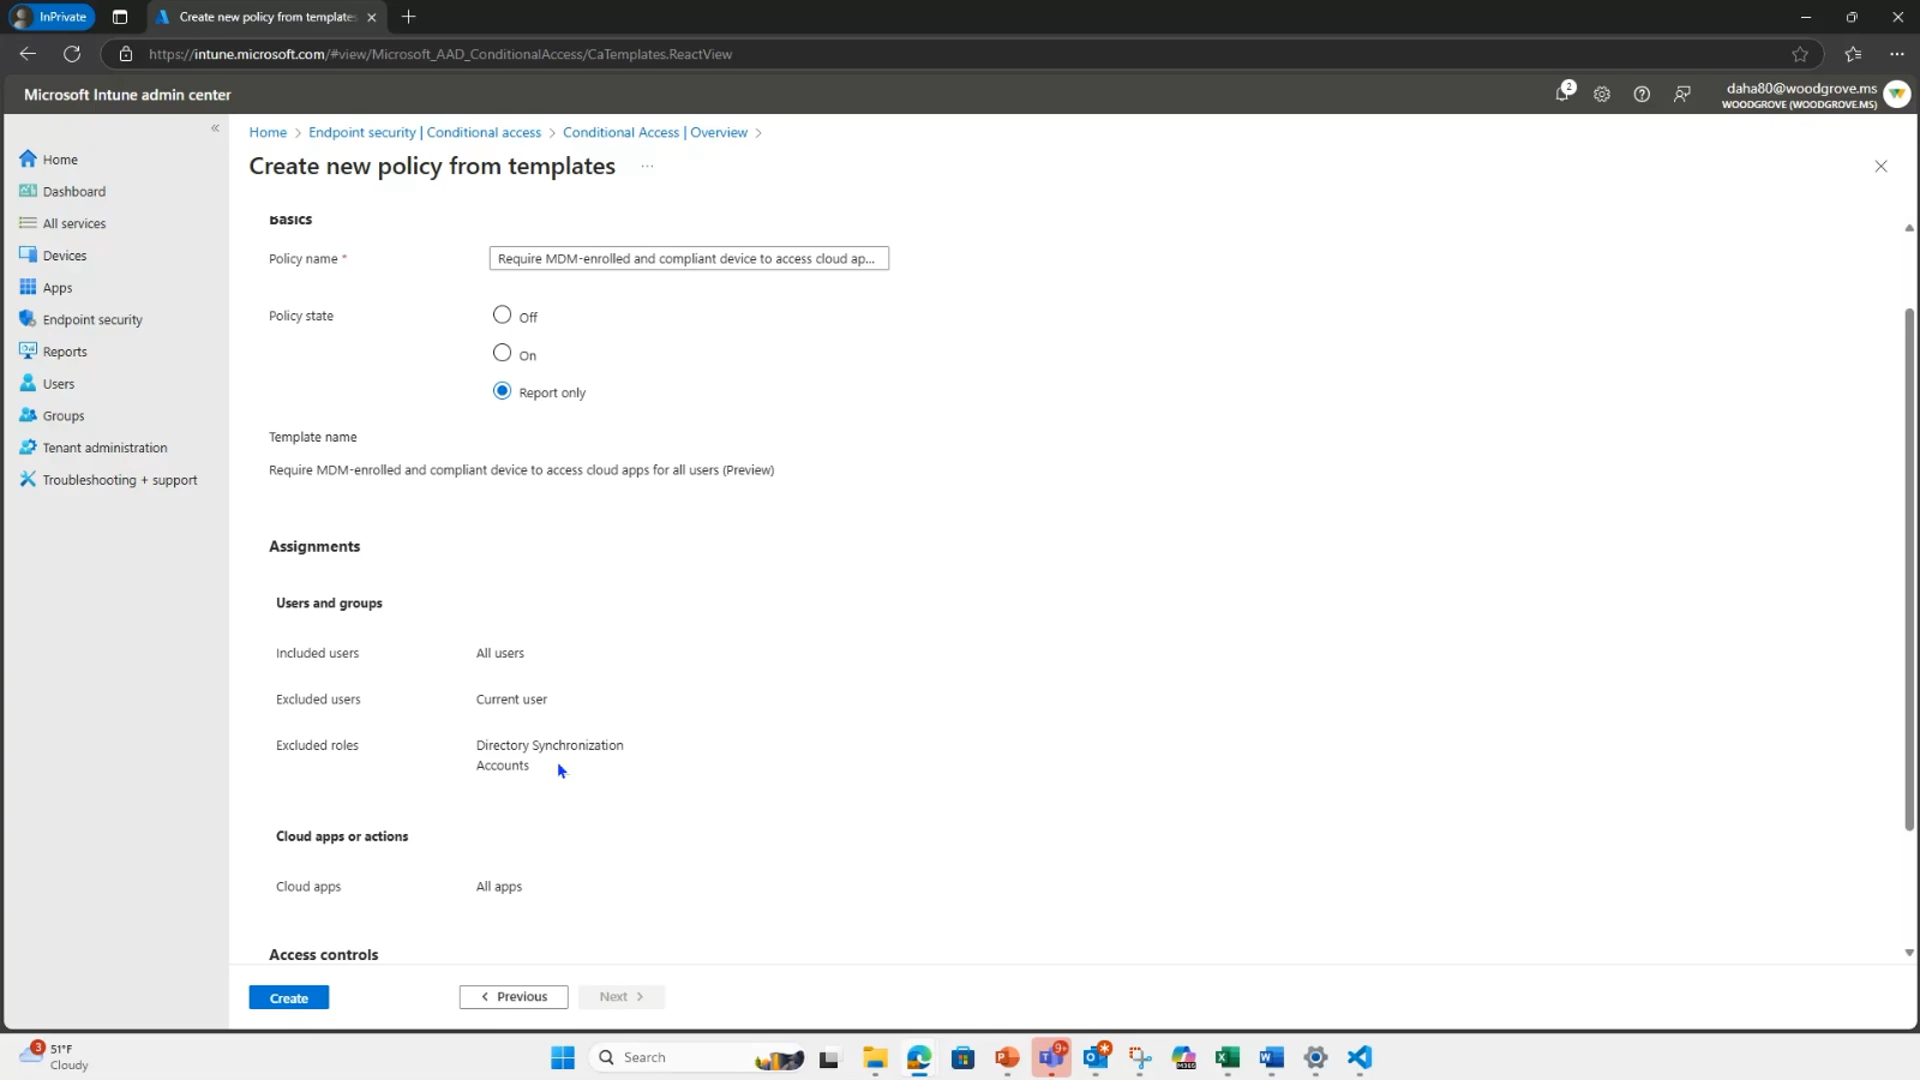 InPrivate
Create new policy from templates
https://intune.microsoft.com/#view/Microsoft_AAD_ConditionalAccess/CaTemplates.ReactView
Microsoft Intune admin center
2
daha80@woodgrove.ms
WOODGROVE (WOODGROVE.MS)
Home
Dashboard
All services
Devices
Apps
Endpoint security
Reports
Users
Groups
Tenant administration
Troubleshooting + support
Home > Endpoint security | Conditional access > Conditional Access | Overview >
Create new policy from templates ...
Basics
Policy name * Require MDM-enrolled and compliant device to access cloud ap...
Policy state
Off
On
Report only
Template name
Require MDM-enrolled and compliant device to access cloud apps for all users (Preview)
Assignments
Users and groups
Included users All users
Excluded users Current user
Excluded roles Directory Synchronization
Accounts
Cloud apps or actions
Cloud apps All apps
Access controls
Create
< Previous
Next >
3
51°F
Cloudy
Search
9+
M365